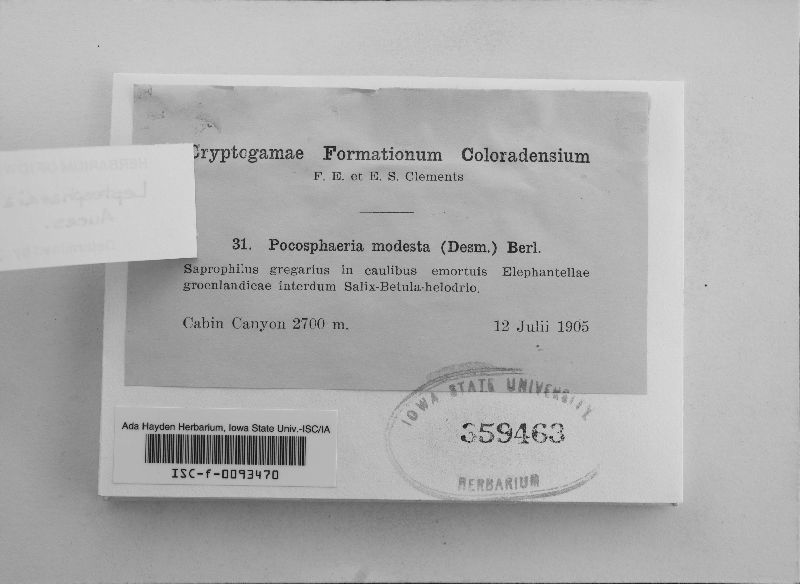 Cryptogamae Formationum Coloradensium
F. E. et E. S. Clements
31. Pocosphaeria modesta (Desm.) Berl.
Saprophilus gregarius in caulibus emortuis Elephantellae
groenlandicae interdum Salix-Betula-helodrio.
Cabin Canyon 2700 m. 12 Julii 1905
IOWA STATE UNIVERSITY
359463
HERBARIUM
Ada Hayden Herbarium, Iowa State Univ.-ISC/IA
ISC-f-0093470